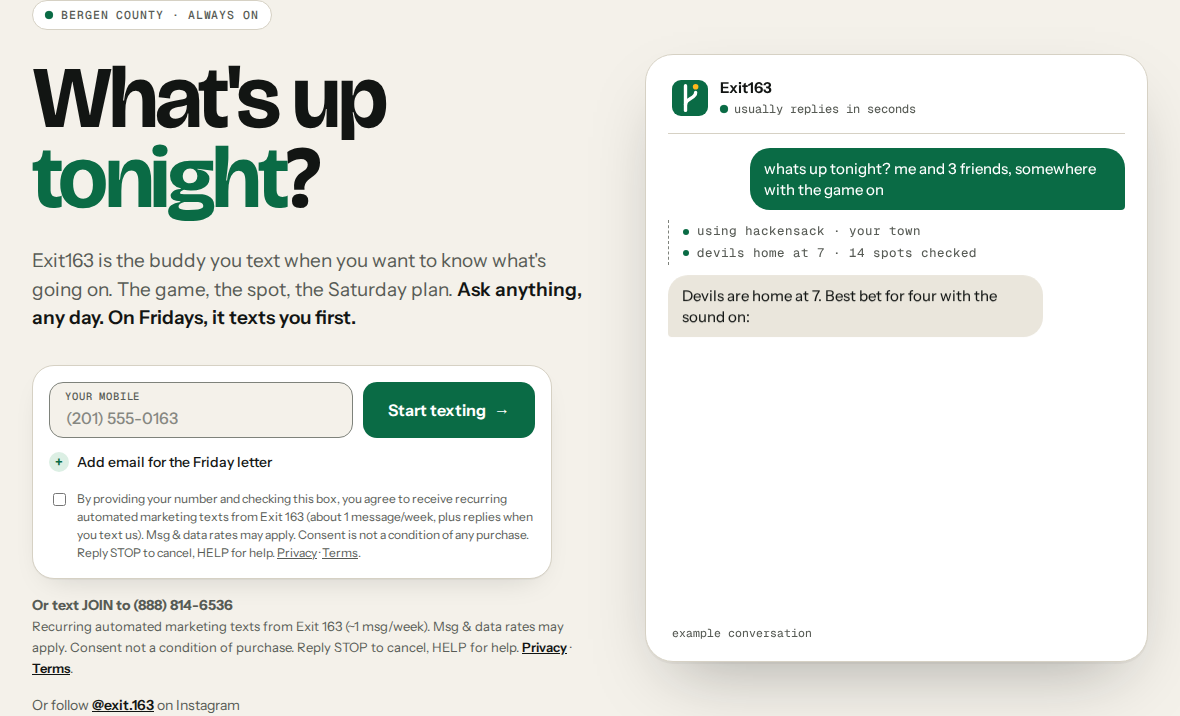 BERGEN COUNTY · ALWAYS ON
What's up
tonight?
Exit163 is the buddy you text when you want to know what's
going on. The game, the spot, the Saturday plan. Ask anything,
any day. On Fridays, it texts you first.
YOUR MOBILE
(201) 555-0163
Start texting →
+ Add email for the Friday letter
By providing your number and checking this box, you agree to receive recurring
automated marketing texts from Exit 163 (about 1 message/week, plus replies when
you text us). Msg & data rates may apply. Consent is not a condition of any purchase.
Reply STOP to cancel, HELP for help. Privacy · Terms.
Or text JOIN to (888) 814-6536
Recurring automated marketing texts from Exit 163 (~1 msg/week). Msg & data rates may
apply. Consent not a condition of purchase. Reply STOP to cancel, HELP for help. Privacy ·
Terms.
Or follow @exit.163 on Instagram
Exit163
usually replies in seconds
whats up tonight? me and 3 friends, somewhere
with the game on
using hackensack · your town
devils home at 7 · 14 spots checked
Devils are home at 7. Best bet for four with the
sound on:
example conversation